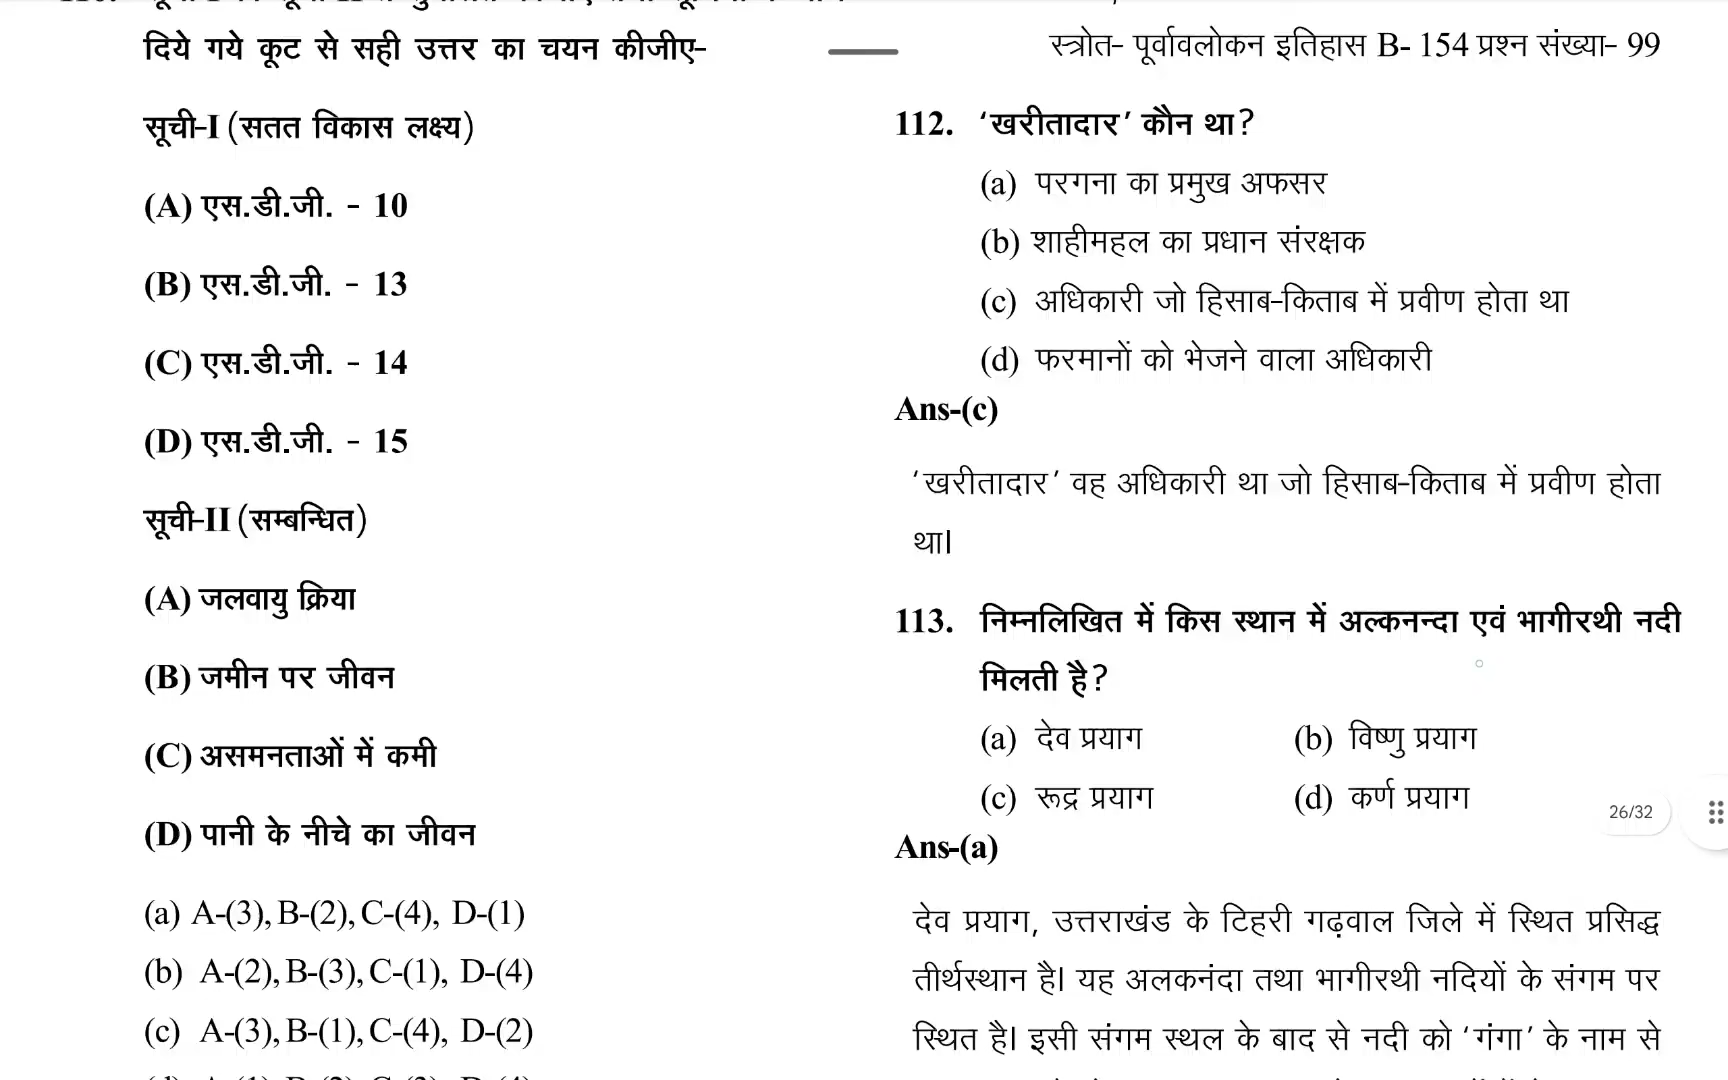 दिये गये कूट से सही उत्तर का चयन कीजीए-
सूची-I (सतत विकास लक्ष्य)
(A) एस.डी.जी. - 10
(B) एस.डी.जी. - 13
(C) एस.डी.जी. - 14
(D) एस.डी.जी. - 15
सूची-II (सम्बन्धित)
(A) जलवायु क्रिया
(B) जमीन पर जीवन
(C) असमनताओं में कमी
(D) पानी के नीचे का जीवन
(a) A-(3), B-(2), C-(4), D-(1)
(b) A-(2), B-(3), C-(1), D-(4)
(c) A-(3), B-(1), C-(4), D-(2)
स्त्रोत- पूर्वावलोकन इतिहास B- 154 प्रश्न संख्या- 99
112. ‘खरीतादार’ कौन था?
(a) परगना का प्रमुख अफसर
(b) शाहीमहल का प्रधान संरक्षक
(c) अधिकारी जो हिसाब-किताब में प्रवीण होता था
(d) फरमानों को भेजने वाला अधिकारी
Ans-(c)
‘खरीतादार’ वह अधिकारी था जो हिसाब-किताब में प्रवीण होता
था।
113. निम्नलिखित में किस स्थान में अल्कनन्दा एवं भागीरथी नदी
मिलती है?
(a) देव प्रयाग (b) विष्णु प्रयाग
(c) रूद्र प्रयाग (d) कर्ण प्रयाग
26/32
Ans-(a)
देव प्रयाग, उत्तराखंड के टिहरी गढ़वाल जिले में स्थित प्रसिद्ध
तीर्थस्थान है। यह अलकनंदा तथा भागीरथी नदियों के संगम पर
स्थित है। इसी संगम स्थल के बाद से नदी को ‘गंगा’ के नाम से